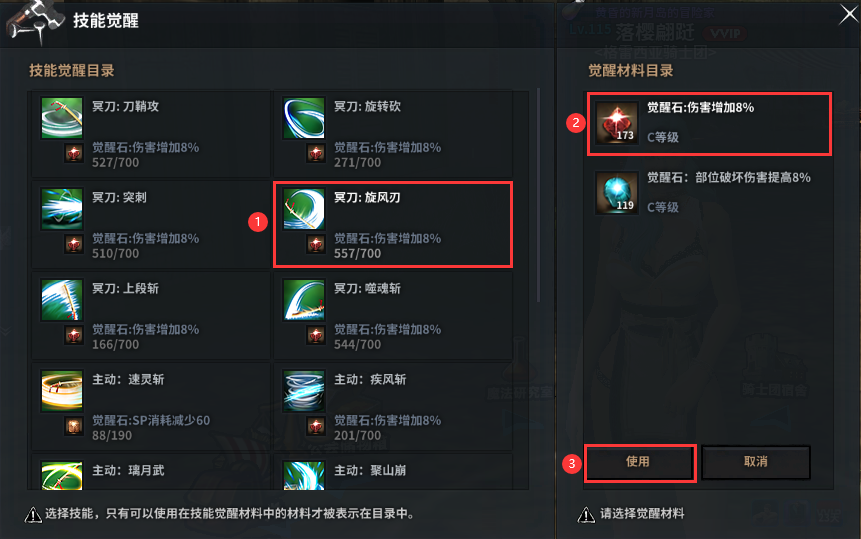 技能觉醒
技能觉醒目录
冥刀: 刀鞘攻
觉醒石:伤害增加8%
527/700
冥刀: 旋转砍
觉醒石:伤害增加8%
271/700
冥刀: 突刺
觉醒石:伤害增加8%
510/700
1
冥刀: 旋风刃
觉醒石:伤害增加8%
557/700
冥刀: 上段斩
觉醒石:伤害增加8%
166/700
冥刀: 噬魂斩
觉醒石:伤害增加8%
544/700
主动: 速灵斩
觉醒石:SP消耗减少60
88/190
主动: 疾风斩
觉醒石:伤害增加8%
201/700
主动: 璃月武
主动: 聚山崩
选择技能，只有可以使用在技能觉醒材料中的材料才被表示在目录中。
落樱翩跹 VVIP
觉醒材料目录
2
觉醒石:伤害增加8%
173
C等级
觉醒石: 部位破坏伤害提高8%
119
C等级
3
使用
取消
请选择觉醒材料